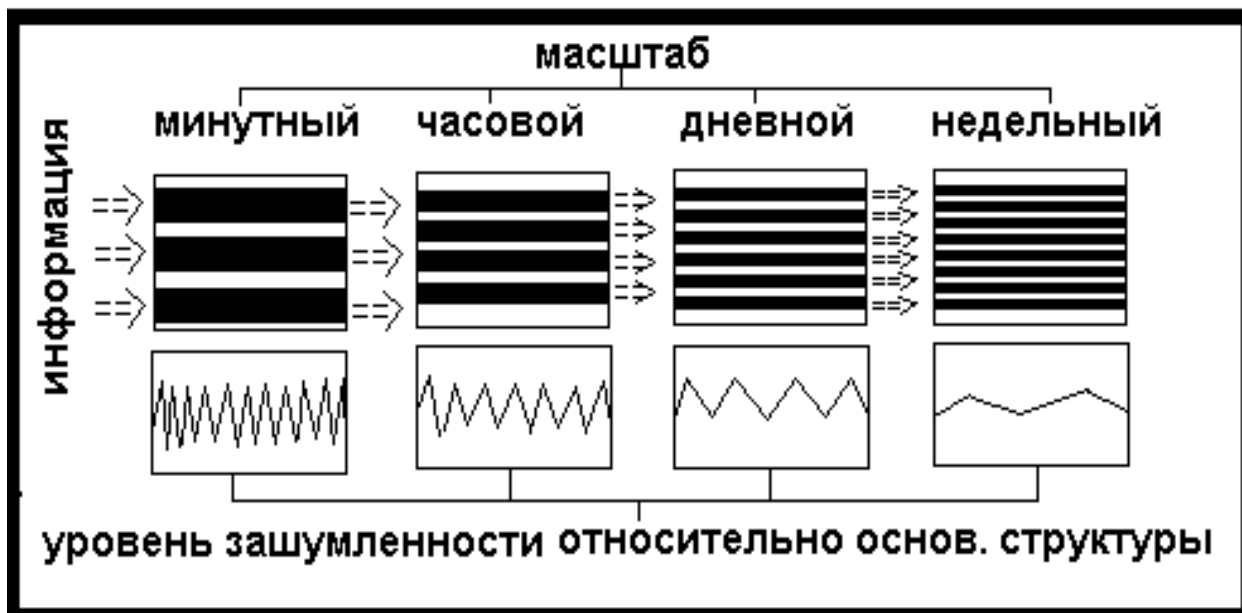 масштаб
минутный часовой дневной недельный
информация
уровень зашумленности относительно основ. структуры